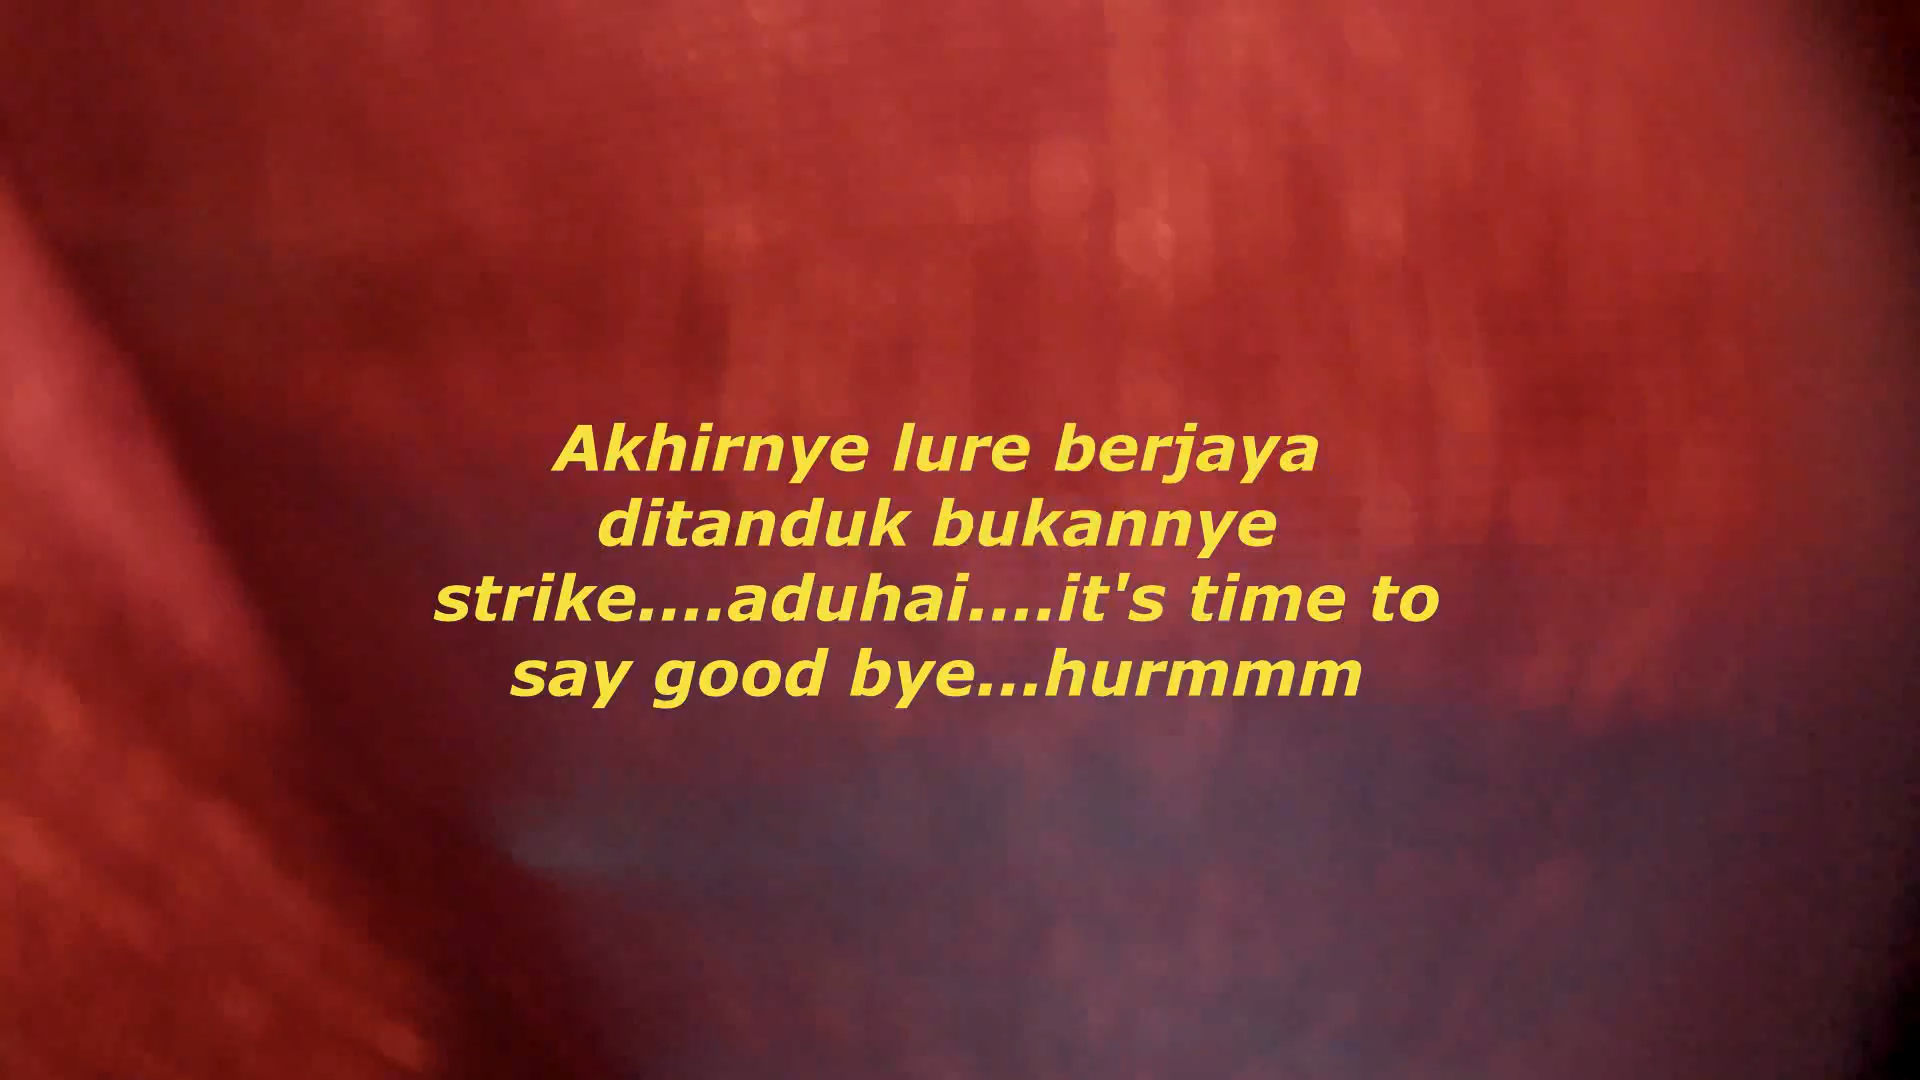 Akhirnye lure berjaya
ditanduk bukannye
strike....aduhai....it's time to
say good bye...hurmmm